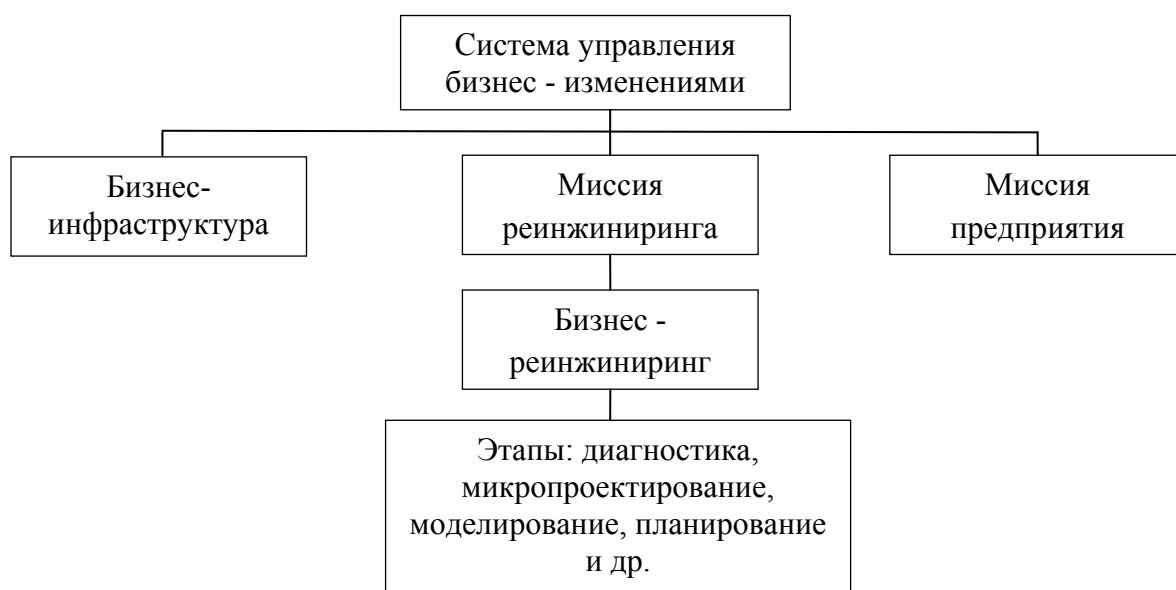 Система управления
бизнес - изменениями
Бизнес-
инфраструктура
Миссия
реинжиниринга
Миссия
предприятия
Бизнес -
реинжиниринг
Этапы: диагностика,
микропроектирование,
моделирование, планирование
и др.